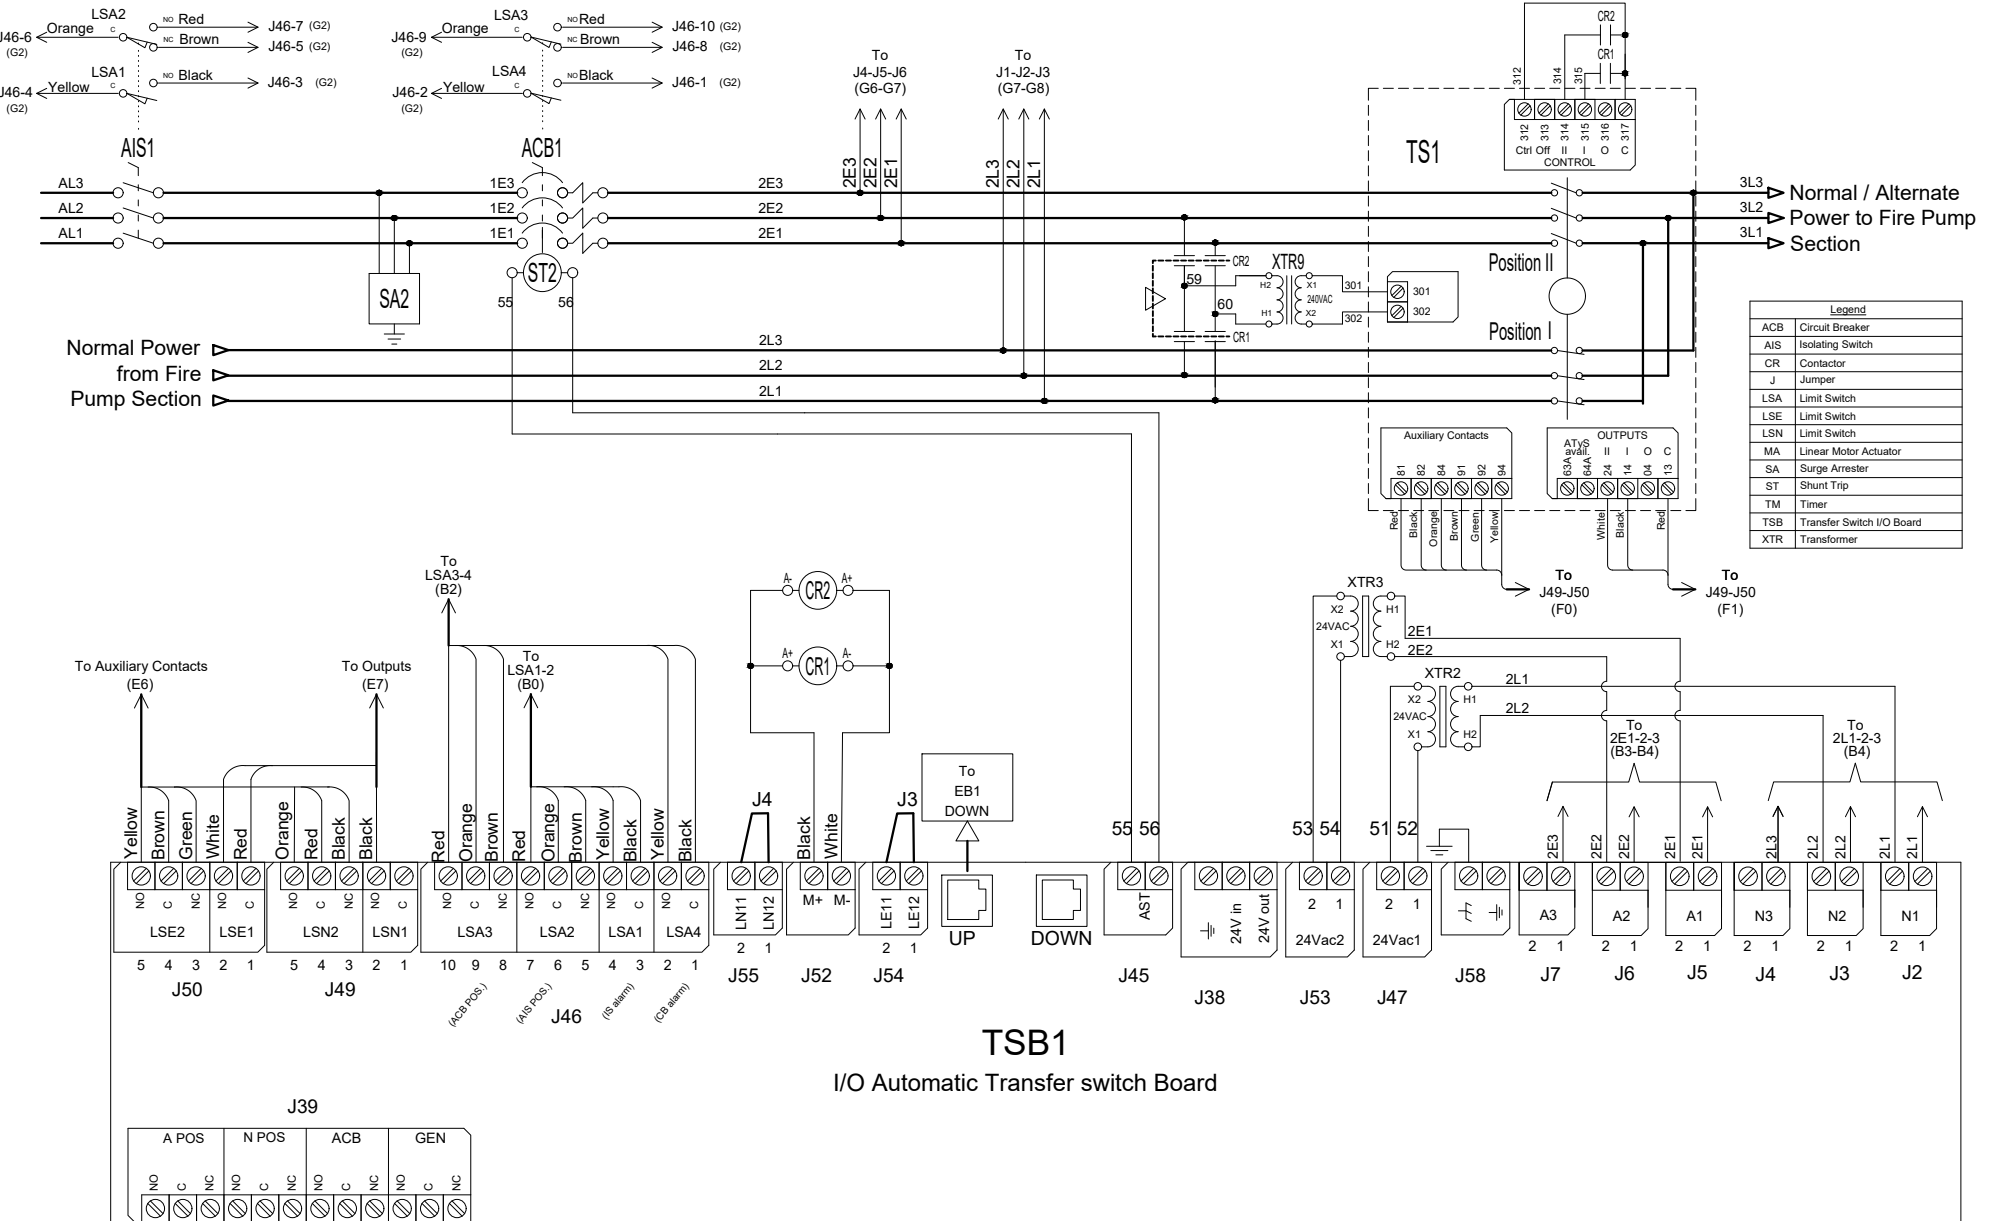 LSA2
Orange
C
NO Red
J46-7 (G2)
J46-6
(G2)
NC Brown
J46-5 (G2)
LSA1
C
NO Black
J46-3 (G2)
J46-4
Yellow
(G2)
LSA3
Orange
C
NO Red
J46-10 (G2)
J46-9
(G2)
NC Brown
J46-8 (G2)
LSA4
C
NO Black
J46-1 (G2)
J46-2
Yellow
(G2)
To
J4-J5-J6
(G6-G7)
To
J1-J2-J3
(G7-G8)
CR2
CR1
312
314
315
312
313
314
315
316
317
Ctrl Off II I O C
CONTROL
TS1
AIS1
ACB1
2E3
2E2
2E1
2L3
2L2
2L1
AL3
1E3
2E3
3L3
Normal / Alternate
AL2
1E2
2E2
3L2
Power to Fire Pump
AL1
1E1
2E1
3L1
Section
SA2
ST2
55
56
CR2
59
60
CR1
XTR9
H2
X1
240VAC
H1
X2
301
302
301
302
Position II
Position I
Normal Power
from Fire
Pump Section
2L3
2L2
2L1
Legend
ACB Circuit Breaker
AIS Isolating Switch
CR Contactor
J Jumper
LSA Limit Switch
LSE Limit Switch
LSN Limit Switch
MA Linear Motor Actuator
SA Surge Arrester
ST Shunt Trip
TM Timer
TSB Transfer Switch I/O Board
XTR Transformer
Auxiliary Contacts
81
82
84
91
92
94
Red
Black
Orange
Brown
Green
Yellow
OUTPUTS
ATyS
avail. II I O C
63A
64A
24
14
04
13
White
Black
Red
To
J49-J50
(F0)
To
J49-J50
(F1)
To
LSA3-4
(B2)
A- CR2 A+
A+ CR1 A-
XTR3
X2
H1
24VAC
X1
H2
2E1
2E2
XTR2
X2
H1
24VAC
X1
H2
2L1
2L2
To Auxiliary Contacts
(E6)
To Outputs
(E7)
To
LSA1-2
(B0)
To
2E1-2-3
(B3-B4)
To
2L1-2-3
(B4)
To
EB1
DOWN
J4
J3
Yellow
Brown
Green
White
Red
Orange
Red
Black
Black
Red
Orange
Brown
Red
Orange
Brown
Yellow
Black
Yellow
Black
Black
White
55 56
53 54
51 52
2E3
2E2
2E2
2E1
2E1
2L3
2L2
2L2
2L1
2L1
NO C NC NO C NO C NC NO C
NO C NC NO C NC NO C NO C
LSE2 LSE1 LSN2 LSN1 LSA3 LSA2 LSA1 LSA4
LN11
LN12
M+ M-
LE11
LE12
UP
DOWN
AST
24V in
24V out
2 1
24Vac2
2 1
24Vac1
A3 A2 A1 N3 N2 N1
5 4 3 2 1 5 4 3 2 1 10 9 8 7 6 5 4 3 2 1
2 1
2 1
2 1 2 1 2 1 2 1 2 1 2 1
(ACB POS.)
(AIS POS.)
(IS alarm)
(CB alarm)
J50 J49 J46 J55 J52 J54 J45 J38 J53 J47 J58 J7 J6 J5 J4 J3 J2
TSB1
I/O Automatic Transfer switch Board
J39
A POS N POS ACB GEN
NO C NC NO C NC NO C NC NO C NC